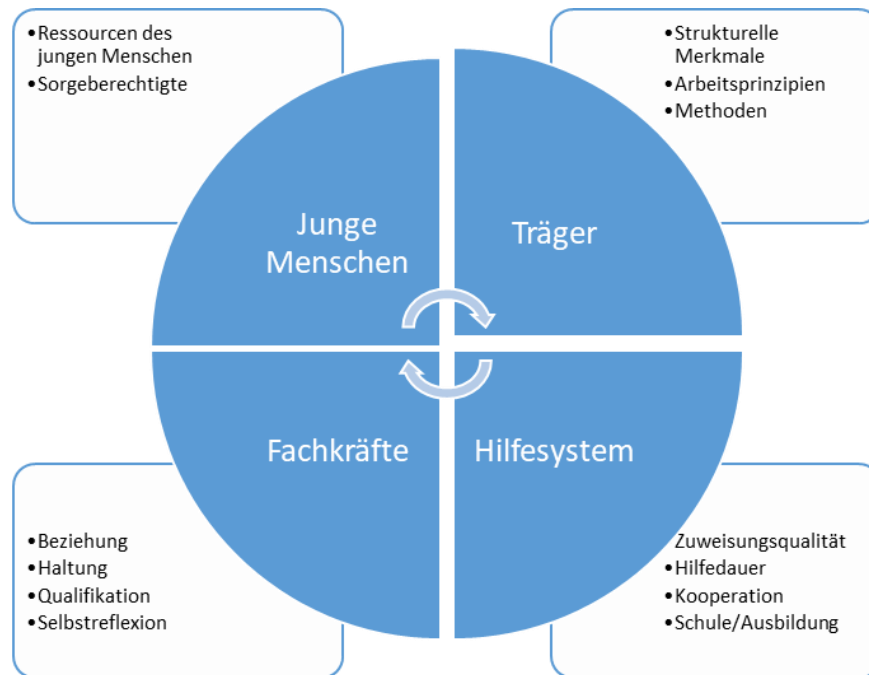 •Ressourcen des
jungen Menschen
•Sorgeberechtigte
•Strukturelle
Merkmale
•Arbeitsprinzipien
•Methoden
Junge
Menschen
Träger
Fachkräfte
Hilfesystem
•Beziehung
•Haltung
•Qualifikation
•Selbstreflexion
Zuweisungsqualität
•Hilfedauer
•Kooperation
•Schule/Ausbildung